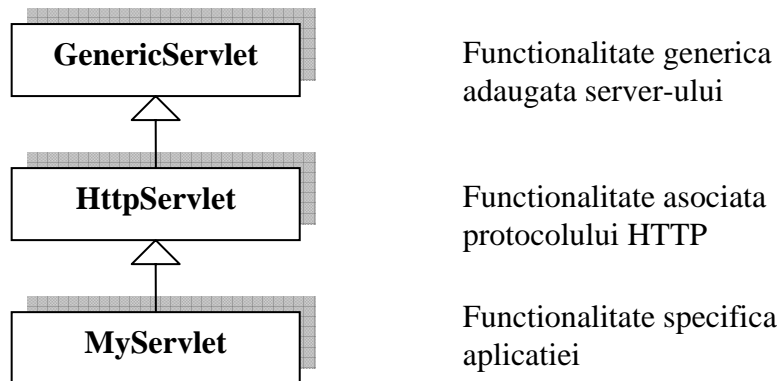 GenericServlet
Functionalitate generica
adaugata server-ului
HttpServlet
Functionalitate asociata
protocolului HTTP
MyServlet
Functionalitate specifica
aplicatiei